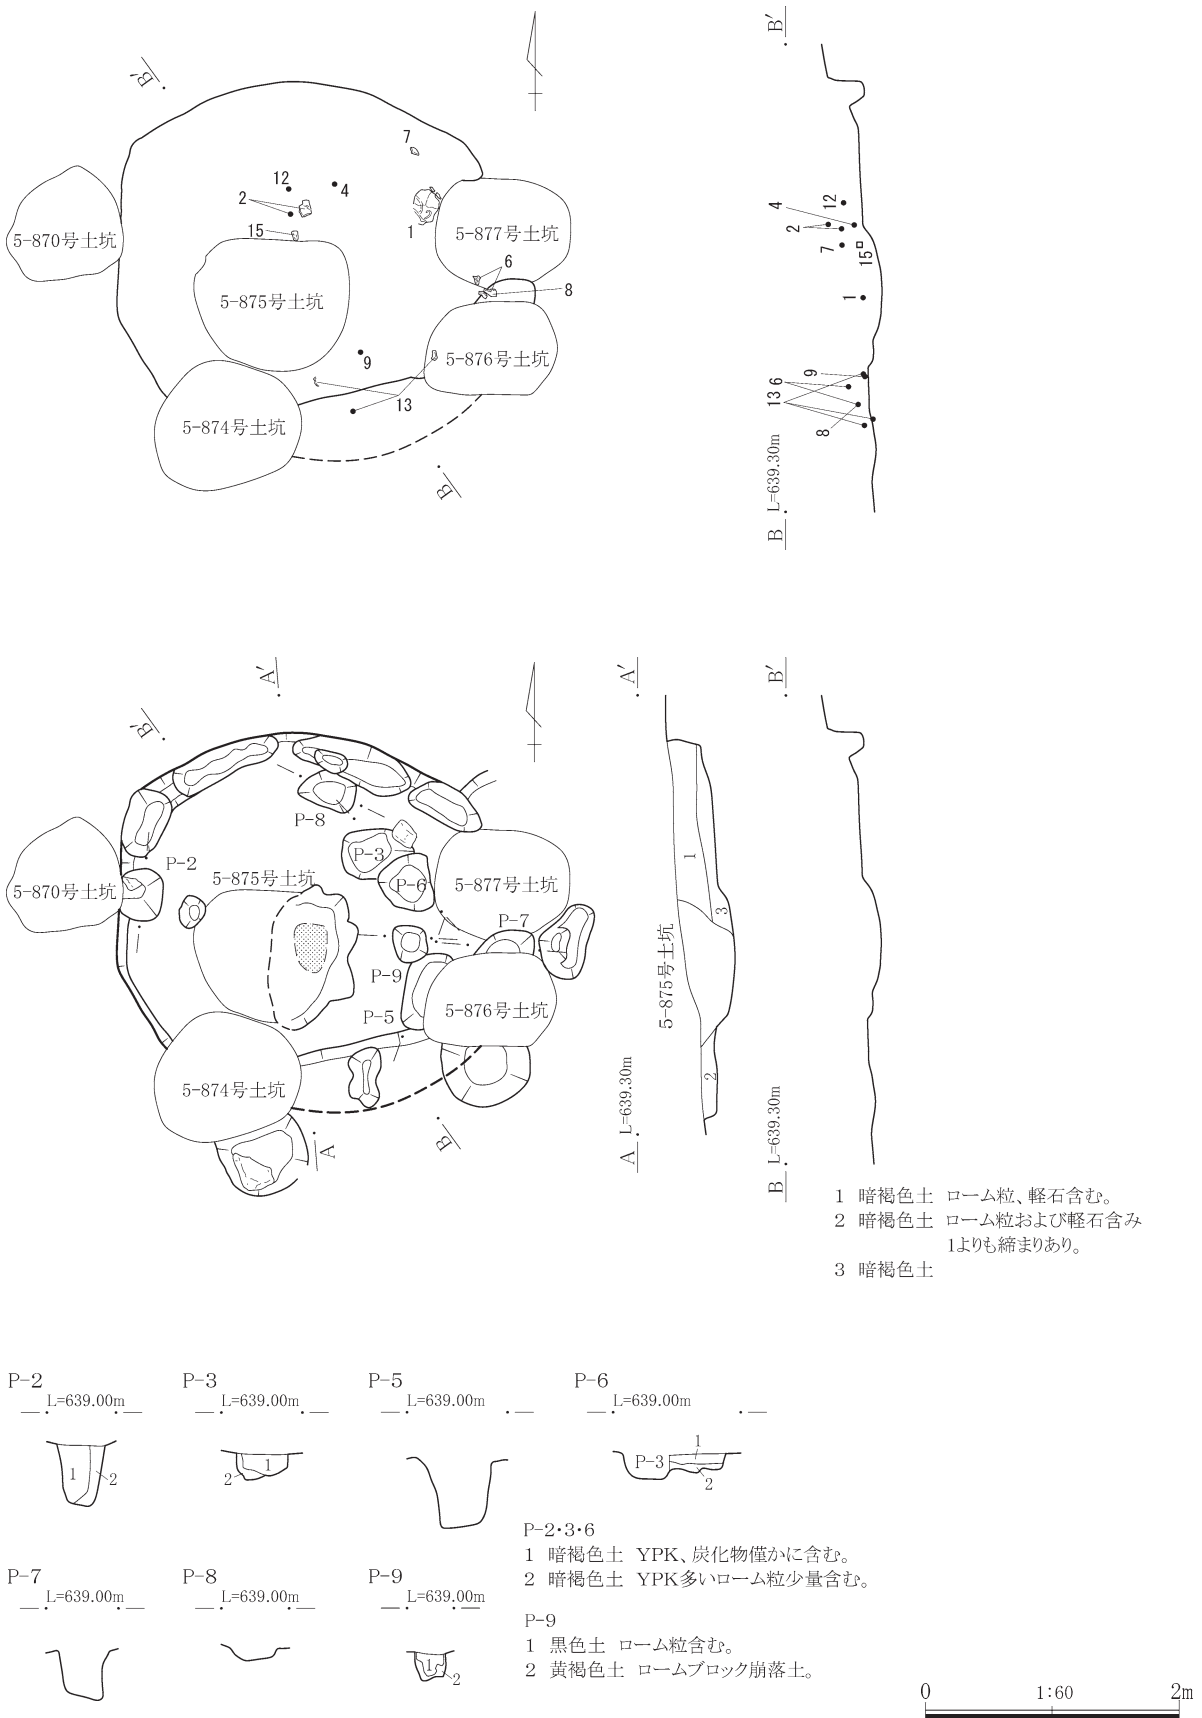 B′
B′
7
12
4
2
1
15
5-870号土坑
5-877号土坑
6
8
5-875号土坑
9
5-876号土坑
13
5-874号土坑
B
12
4
2
7
15
1
9
6
13
8
B L=639.30m
A′
A′
B′
B′
P-8
P-2
P-3
5-875号土坑
P-6
5-870号土坑
5-877号土坑
P-7
P-9
P-5
5-876号土坑
5-874号土坑
A
B
1
3
5-875号土坑
2
A L=639.30m
B L=639.30m
1 暗褐色土 ローム粒、軽石含む。
2 暗褐色土 ローム粒および軽石含み
1よりも締まりあり。
3 暗褐色土
P-2
L=639.00m
1
2
P-3
L=639.00m
1
2
P-5
L=639.00m
P-6
L=639.00m
1
P-3
2
P-2・3・6
1 暗褐色土 YPK、炭化物僅かに含む。
2 暗褐色土 YPK多いローム粒少量含む。
P-7
L=639.00m
P-8
L=639.00m
P-9
L=639.00m
1
2
P-9
1 黒色土 ローム粒含む。
2 黄褐色土 ロームブロック崩落土。
0 1:60 2m